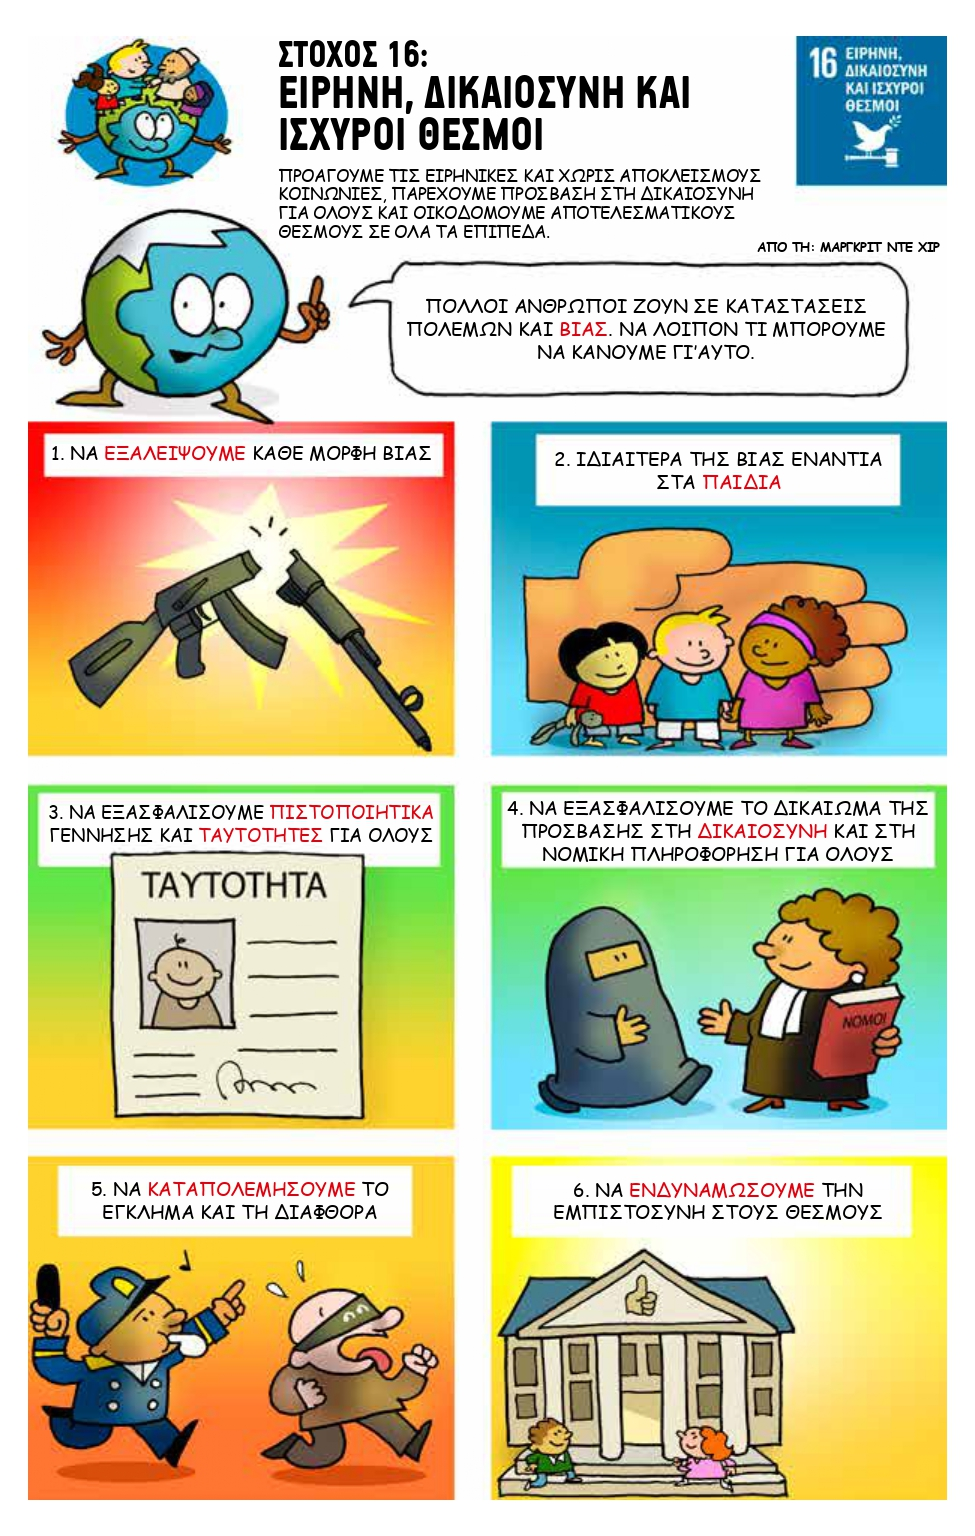 ΣΤΟΧΟΣ 16:
ΕΙΡΗΝΗ, ΔΙΚΑΙΟΣΥΝΗ ΚΑΙ
ΙΣΧΥΡΟΙ ΘΕΣΜΟΙ
16 ΕΙΡΗΝΗ,
ΔΙΚΑΙΟΣΥΝΗ
ΚΑΙ ΙΣΧΥΡΟΙ
ΘΕΣΜΟΙ
ΠΡΟΑΓΟΥΜΕ ΤΙΣ ΕΙΡΗΝΙΚΕΣ ΚΑΙ ΧΩΡΙΣ ΑΠΟΚΛΕΙΣΜΟΥΣ
ΚΟΙΝΩΝΙΕΣ, ΠΑΡΕΧΟΥΜΕ ΠΡΟΣΒΑΣΗ ΣΤΗ ΔΙΚΑΙΟΣΥΝΗ
ΓΙΑ ΟΛΟΥΣ ΚΑΙ ΟΙΚΟΔΟΜΟΥΜΕ ΑΠΟΤΕΛΕΣΜΑΤΙΚΟΥΣ
ΘΕΣΜΟΥΣ ΣΕ ΟΛΑ ΤΑ ΕΠΙΠΕΔΑ.
ΑΠΟ ΤΗ: ΜΑΡΓΚΡΙΤ ΝΤΕ ΧΙΡ
ΠΟΛΛΟΙ ΑΝΘΡΩΠΟΙ ΖΟΥΝ ΣΕ ΚΑΤΑΣΤΑΣΕΙΣ
ΠΟΛΕΜΩΝ ΚΑΙ ΒΙΑΣ. ΝΑ ΛΟΙΠΟΝ ΤΙ ΜΠΟΡΟΥΜΕ
ΝΑ ΚΑΝΟΥΜΕ ΓΙ'ΑΥΤΟ.
1. ΝΑ ΕΞΑΛΕΙΨΟΥΜΕ ΚΑΘΕ ΜΟΡΦΗ ΒΙΑΣ
2. ΙΔΙΑΙΤΕΡΑ ΤΗΣ ΒΙΑΣ ΕΝΑΝΤΙΑ
ΣΤΑ ΠΑΙΔΙΑ
3. ΝΑ ΕΞΑΣΦΑΛΙΣΟΥΜΕ ΠΙΣΤΟΠΟΙΗΤΙΚΑ
ΓΕΝΝΗΣΗΣ ΚΑΙ ΤΑΥΤΟΤΗΤΕΣ ΓΙΑ ΟΛΟΥΣ
ΤΑΥΤΟΤΗΤΑ
4. ΝΑ ΕΞΑΣΦΑΛΙΣΟΥΜΕ ΤΟ ΔΙΚΑΙΩΜΑ ΤΗΣ
ΠΡΟΣΒΑΣΗΣ ΣΤΗ ΔΙΚΑΙΟΣΥΝΗ ΚΑΙ ΣΤΗ
ΝΟΜΙΚΗ ΠΛΗΡΟΦΟΡΗΣΗ ΓΙΑ ΟΛΟΥΣ
ΝΟΜΟΙ
5. ΝΑ ΚΑΤΑΠΟΛΕΜΗΣΟΥΜΕ ΤΟ
ΕΓΚΛΗΜΑ ΚΑΙ ΤΗ ΔΙΑΦΘΟΡΑ
6. ΝΑ ΕΝΔΥΝΑΜΩΣΟΥΜΕ ΤΗΝ
ΕΜΠΙΣΤΟΣΥΝΗ ΣΤΟΥΣ ΘΕΣΜΟΥΣ